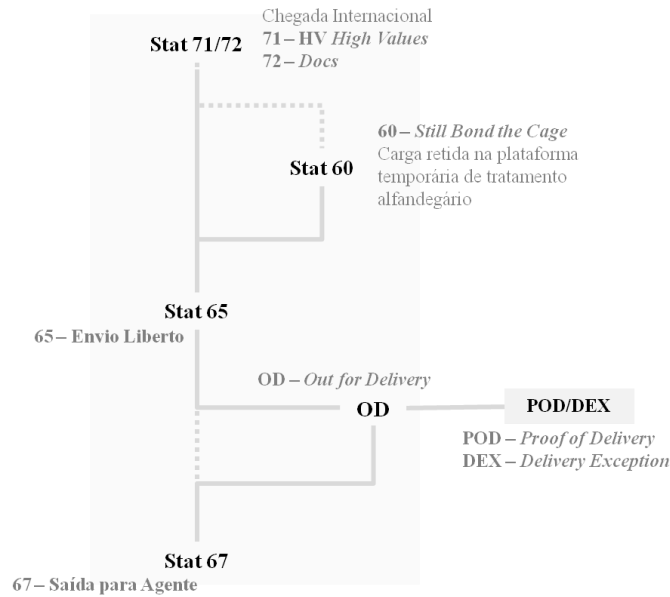 Chegada Internacional
Stat 71/72
71 – HV High Values
72 – Docs
60 – Still Bond the Cage
Stat 60
Carga retida na plataforma
temporária de tratamento
alfandegário
Stat 65
65 – Envio Liberto
OD – Out for Delivery
OD
POD/DEX
POD – Proof of Delivery
DEX – Delivery Exception
Stat 67
67 – Saída para Agente